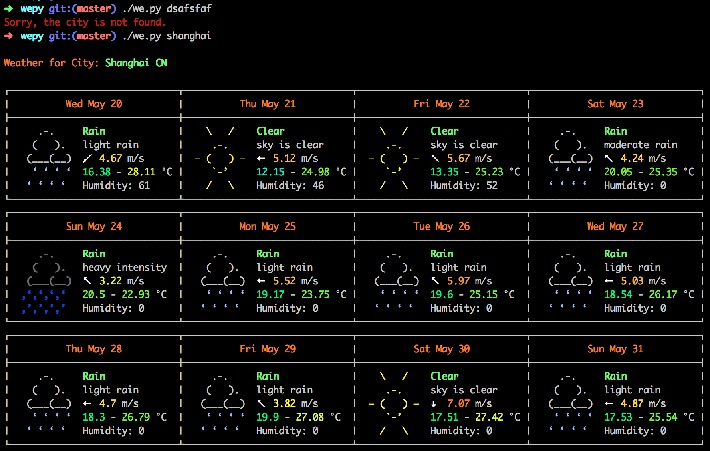 ➜ wepy git:(master) ./we.py dsafsfaf
Sorry, the city is not found.
➜ wepy git:(master) ./we.py shanghai
Weather for City: Shanghai CN
Wed May 20 Thu May 21 Fri May 22 Sat May 23
Rain Clear Clear Rain
light rain sky is clear sky is clear moderate rain
↙ 4.67 m/s ← 5.12 m/s ↖ 5.67 m/s ↖ 4.24 m/s
16.38 – 28.11 °C 12.15 – 24.98 °C 13.35 – 25.23 °C 20.05 – 25.35 °C
Humidity: 61 Humidity: 46 Humidity: 52 Humidity: 0
Sun May 24 Mon May 25 Tue May 26 Wed May 27
Rain Rain Rain Rain
heavy intensity light rain light rain light rain
↖ 3.22 m/s ← 5.52 m/s ↖ 5.97 m/s ← 5.03 m/s
20.5 – 22.93 °C 19.17 – 23.75 °C 19.6 – 25.15 °C 18.54 – 26.17 °C
Humidity: 0 Humidity: 0 Humidity: 0 Humidity: 0
Thu May 28 Fri May 29 Sat May 30 Sun May 31
Rain Rain Clear Rain
light rain light rain sky is clear light rain
← 4.7 m/s ↖ 3.82 m/s ↓ 7.07 m/s ← 4.87 m/s
18.3 – 26.79 °C 19.9 – 27.08 °C 17.51 – 27.42 °C 17.53 – 25.54 °C
Humidity: 0 Humidity: 0 Humidity: 0 Humidity: 0